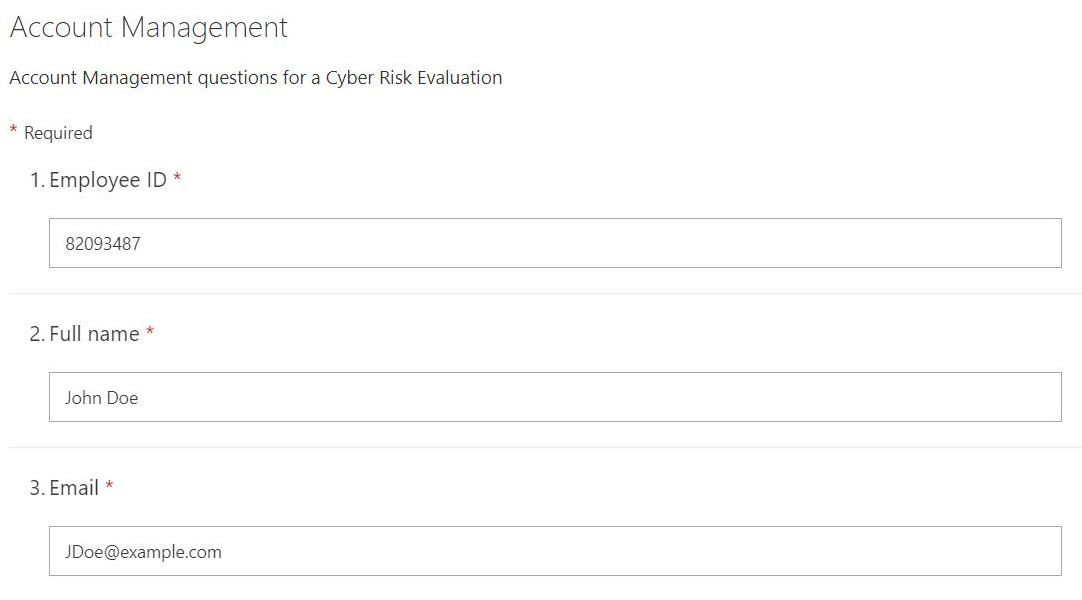 Account Management
Account Management questions for a Cyber Risk Evaluation
* Required
1. Employee ID *
82093487
2. Full name *
John Doe
3. Email *
JDoe@example.com